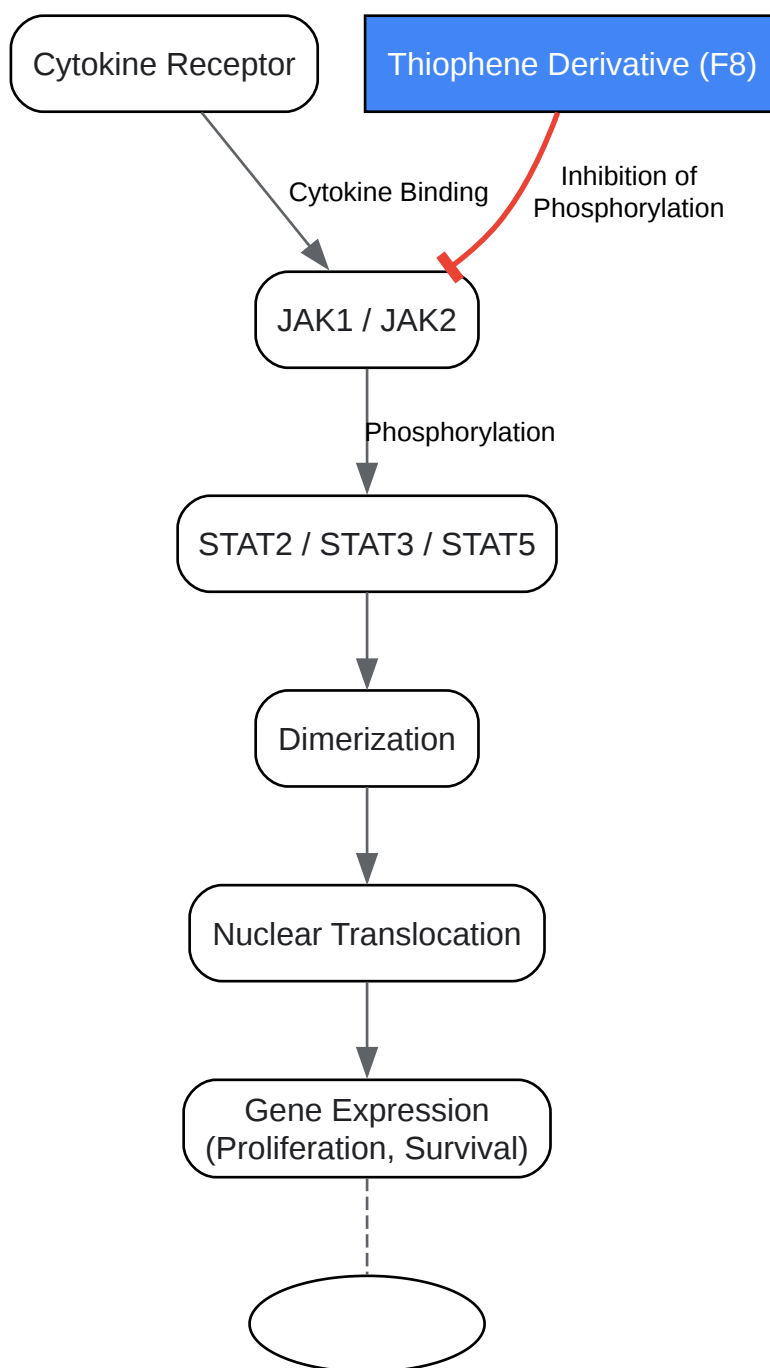 Cytokine Receptor
Thiophene Derivative (F8)
Cytokine Binding
Inhibition of
Phosphorylation
JAK1 / JAK2
Phosphorylation
STAT2 / STAT3 / STAT5
Dimerization
Nuclear Translocation
Gene Expression
(Proliferation, Survival)